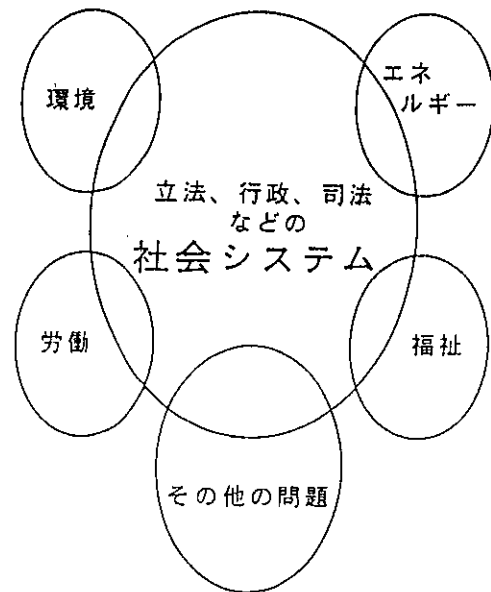 環境
エネ
ルギー
立法、行政、司法
などの
社会システム
労働
福祉
その他の問題